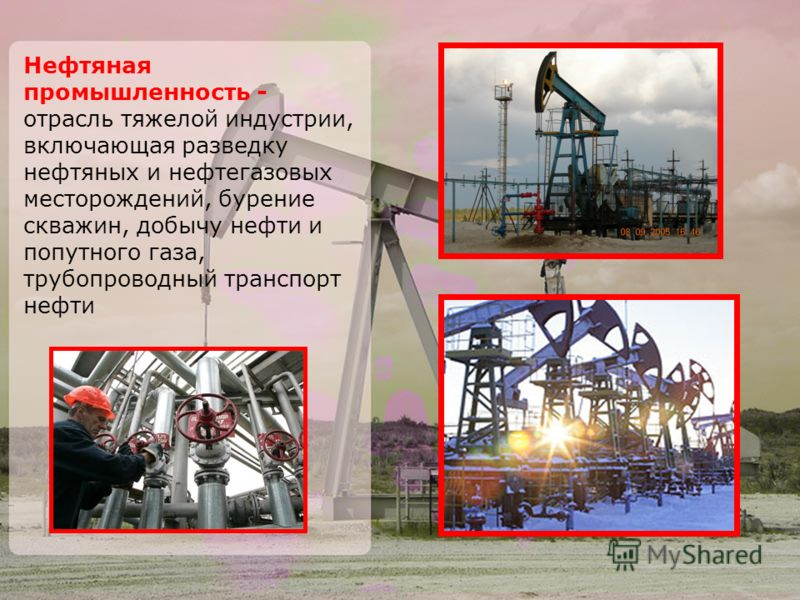 Нефтяная
промышленность -
отрасль тяжелой индустрии,
включающая разведку
нефтяных и нефтегазовых
месторождений, бурение
скважин, добычу нефти и
попутного газа,
трубопроводный транспорт
нефти
08 09 2005 16 46
MyShared